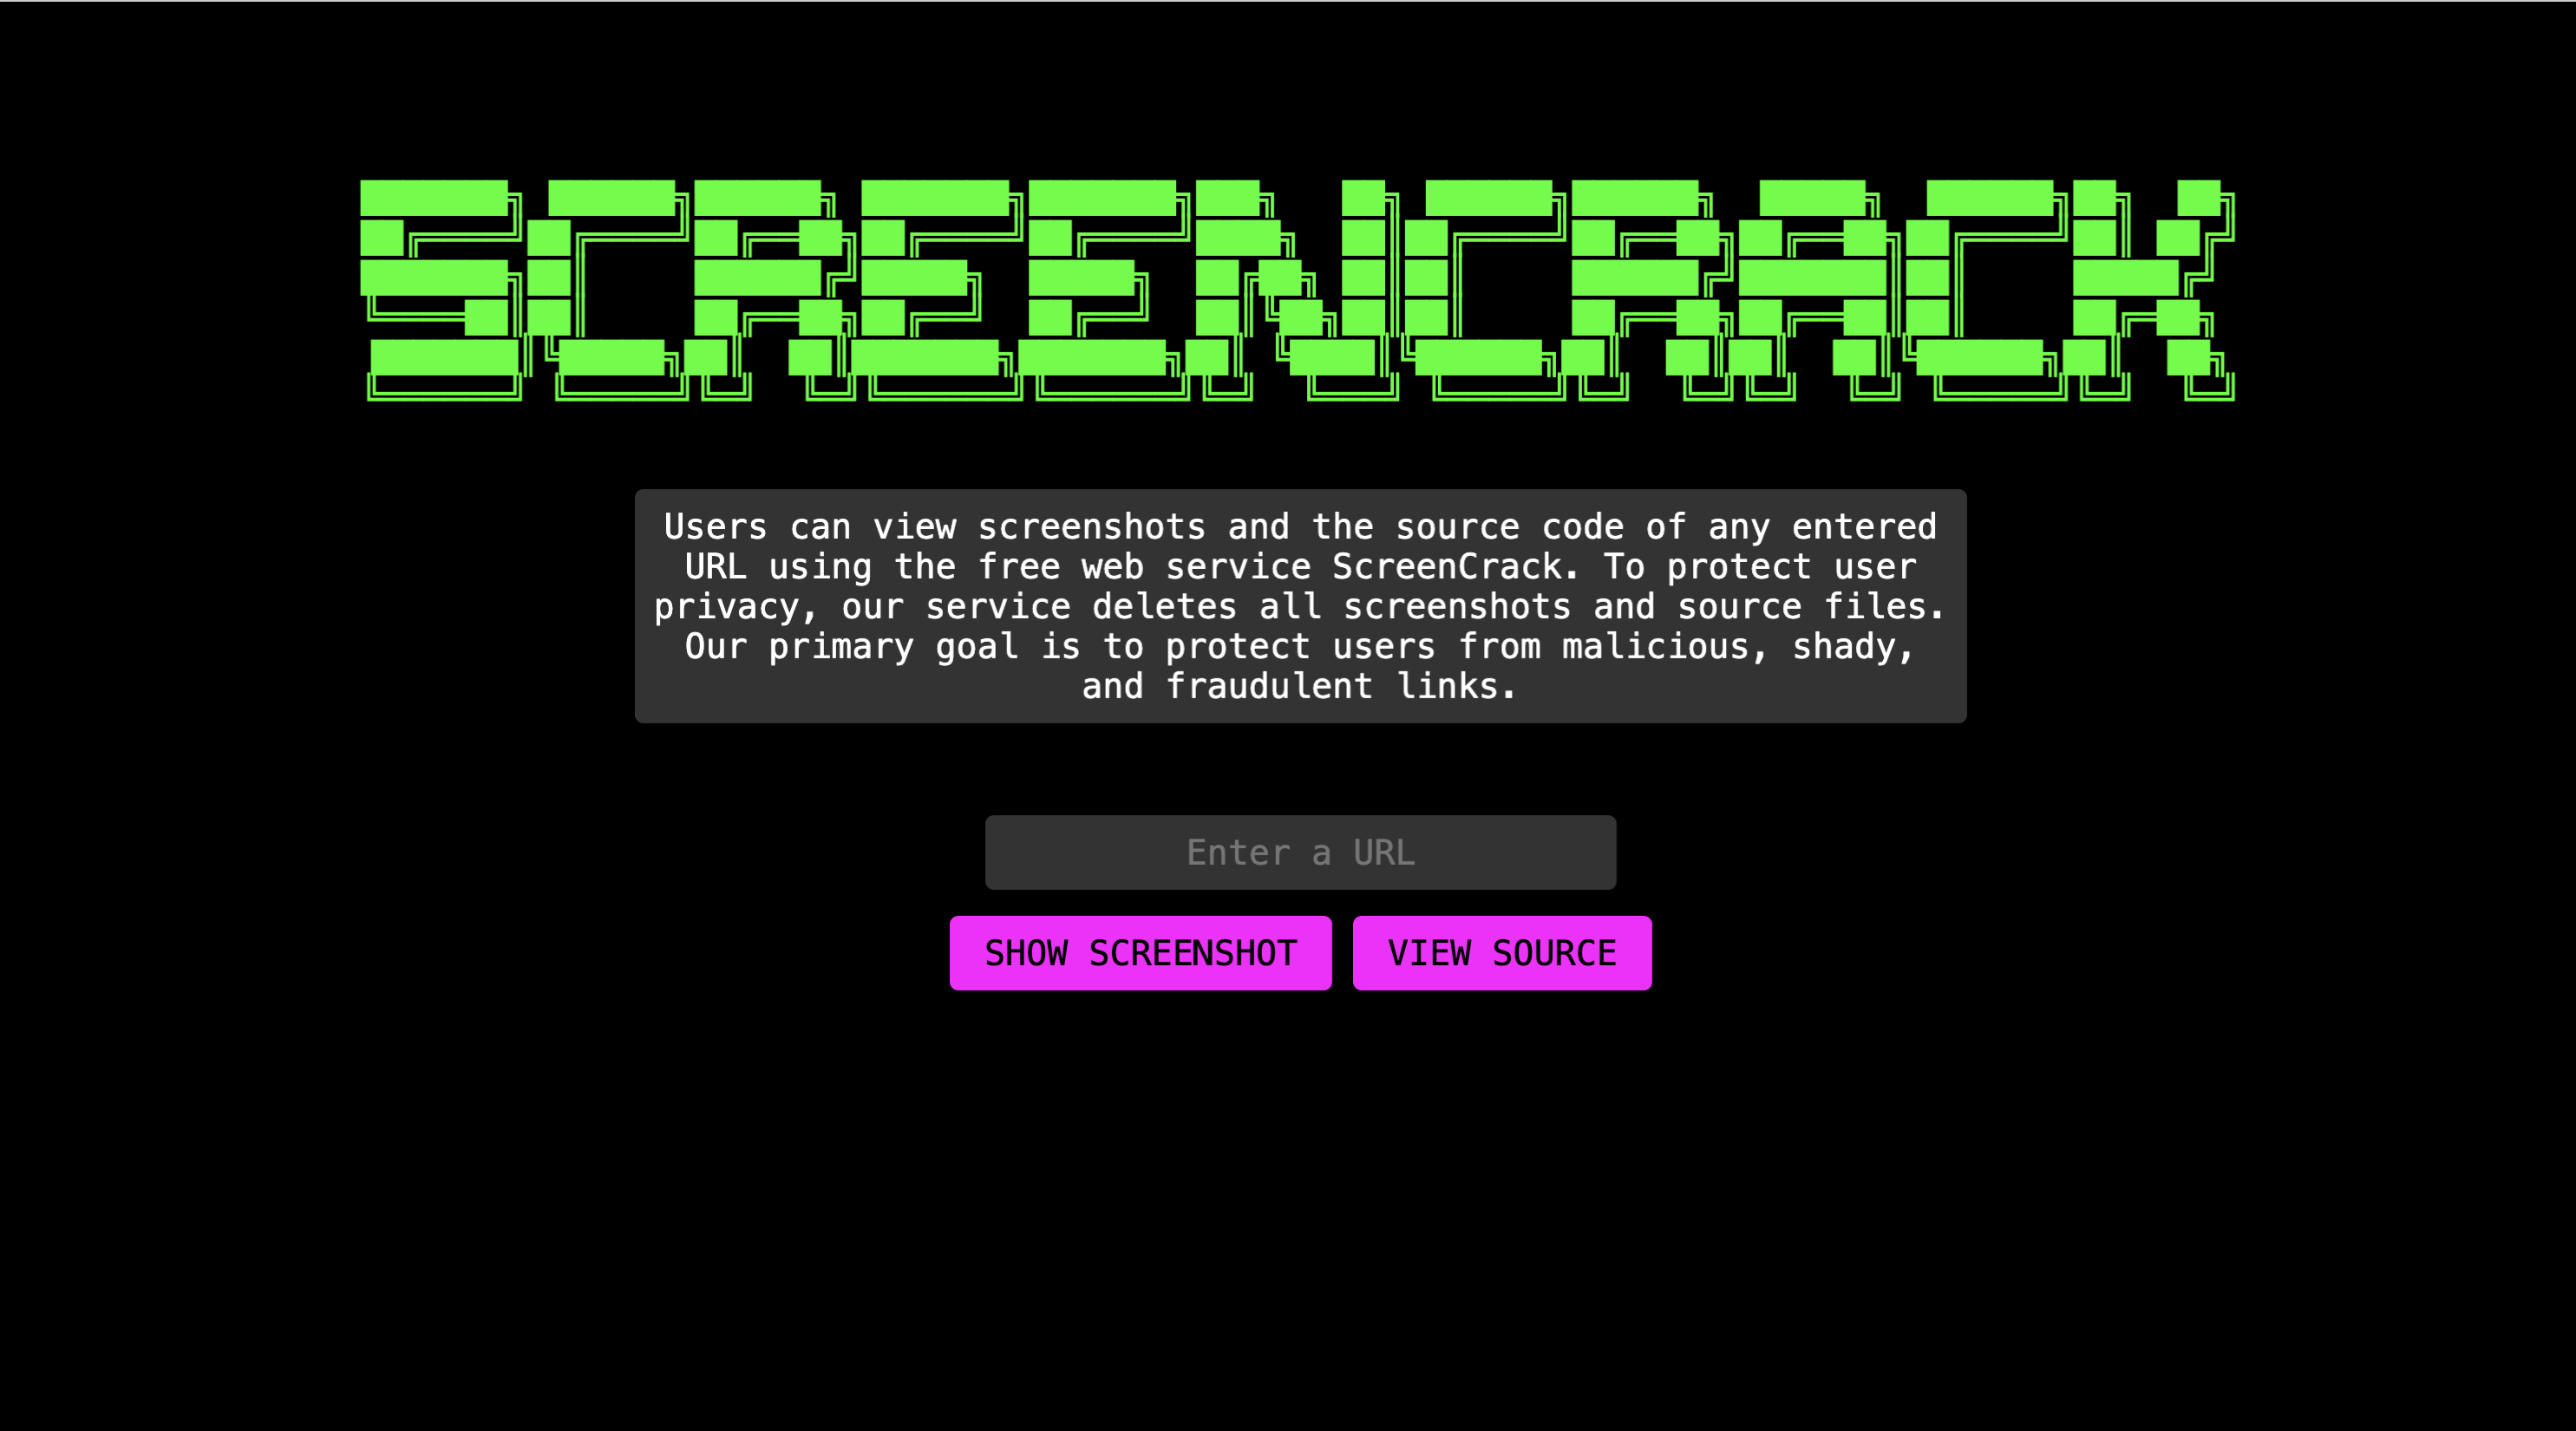 SCREENCRACK
Users can view screenshots and the source code of any entered
URL using the free web service ScreenCrack. To protect user
privacy, our service deletes all screenshots and source files.
Our primary goal is to protect users from malicious, shady,
and fraudulent links.
Enter a URL
SHOW SCREENSHOT VIEW SOURCE